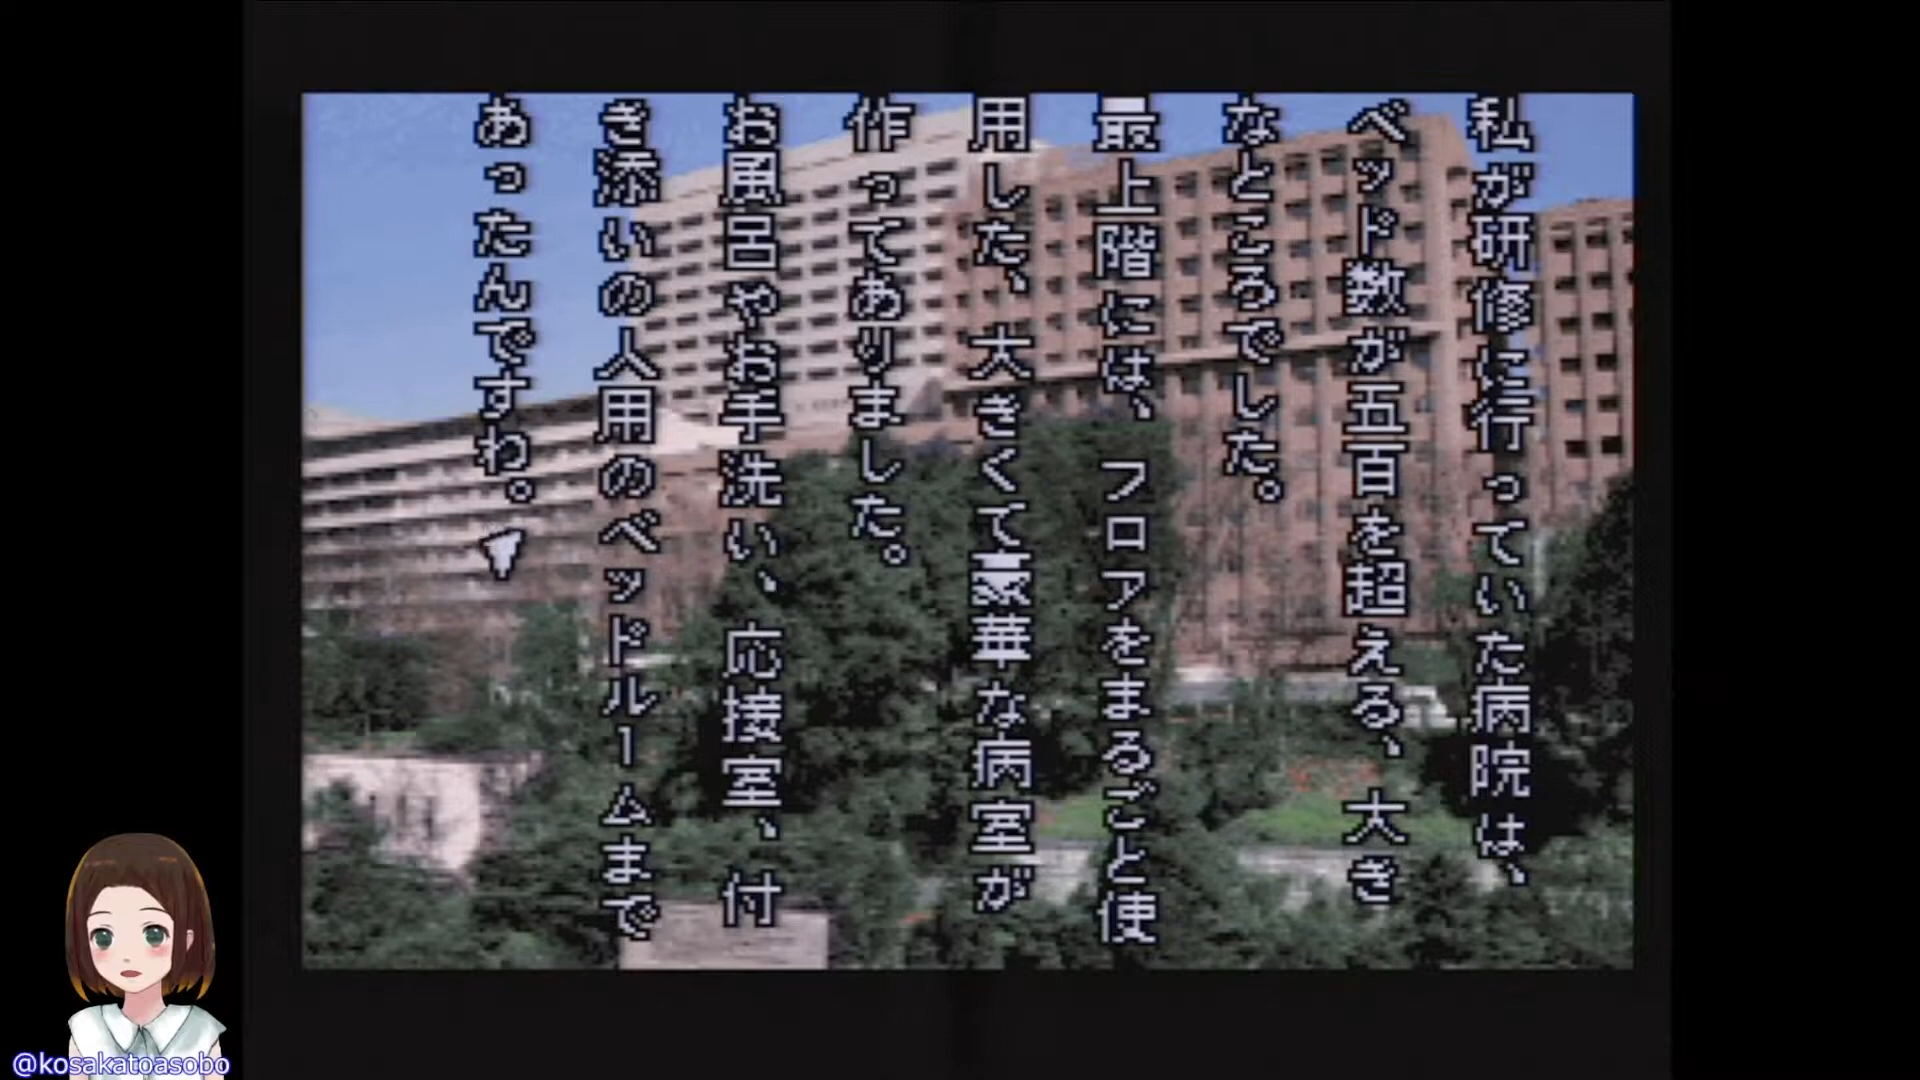 私が研修に行っていた病院は、
ベッド数が五百を超える、大き
なところでした。
最上階には、フロアをまるごと使
用した、大きくて豪華な病室が
作ってありました。
お風呂やお手洗い、応接室、付
き添いの人用のベッドルームまで
あったんですわ。
@kosakatoasobo